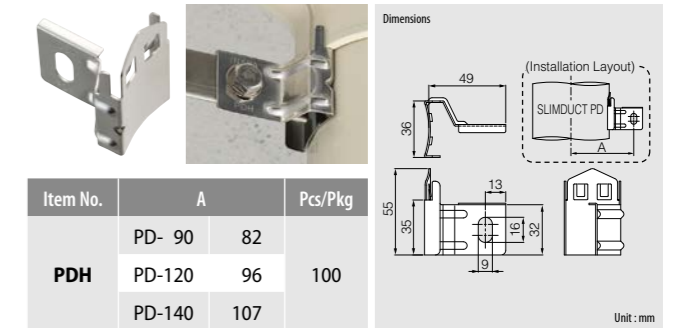 Dimensions
(Installation Layout)
SLIMDUCT PD
A
49
36
13
55
35
16
32
9
Unit : mm
PDH
Item No. A Pcs/Pkg
PD- 90 82
PDH PD-120 96 100
PD-140 107